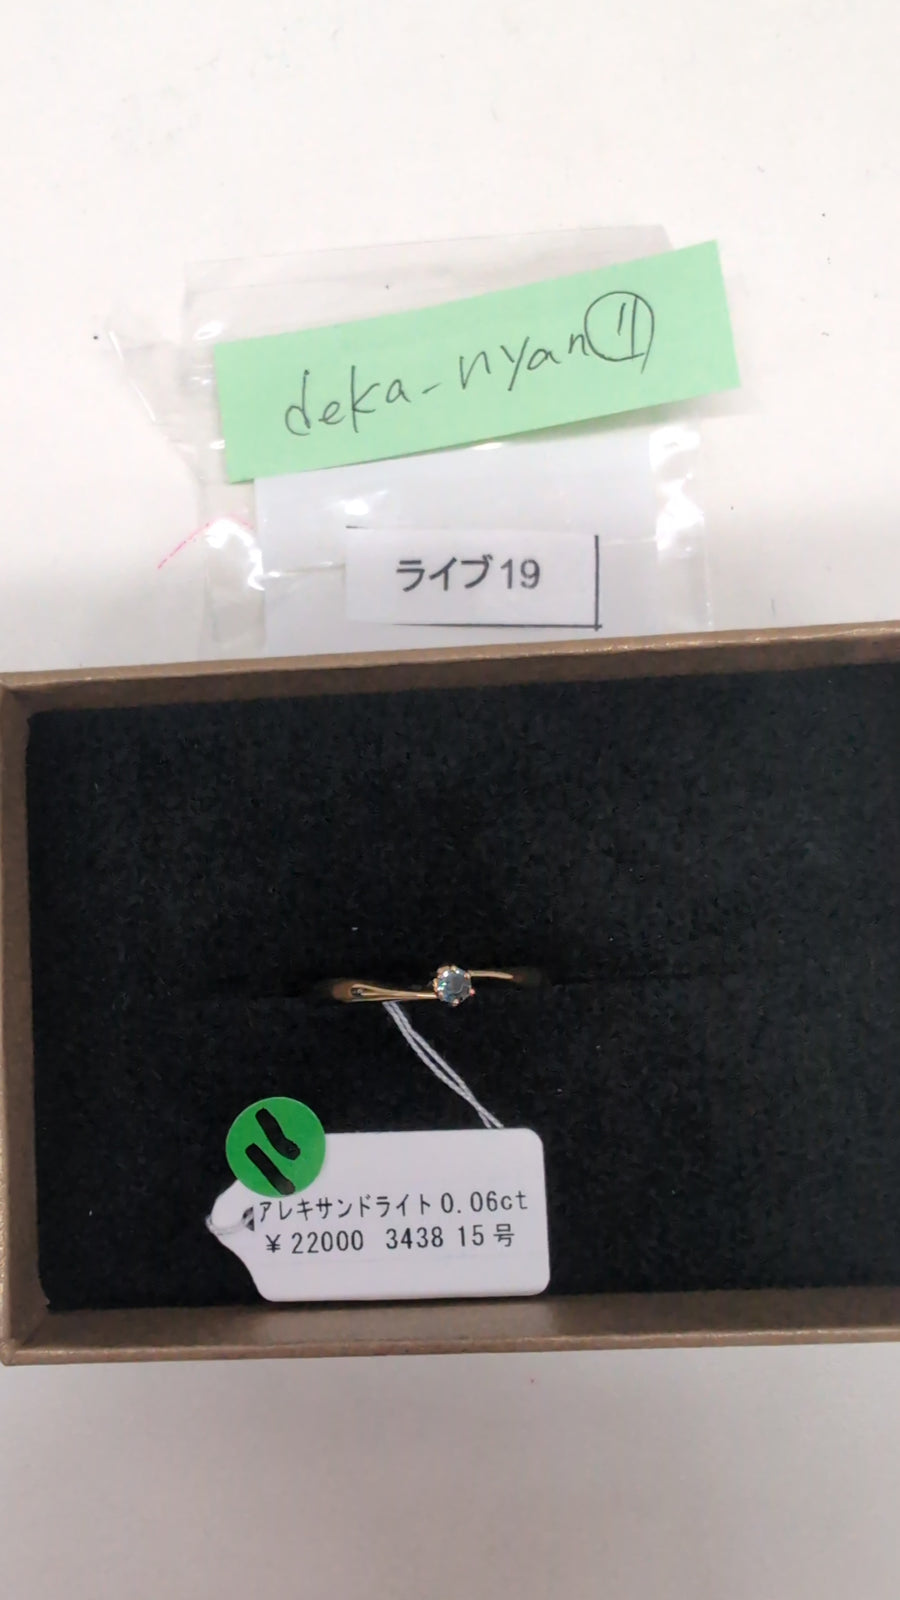 deka-nyan⑪
ライブ19
11
アレキサンドライト0.06ct
¥22000 3438 15号